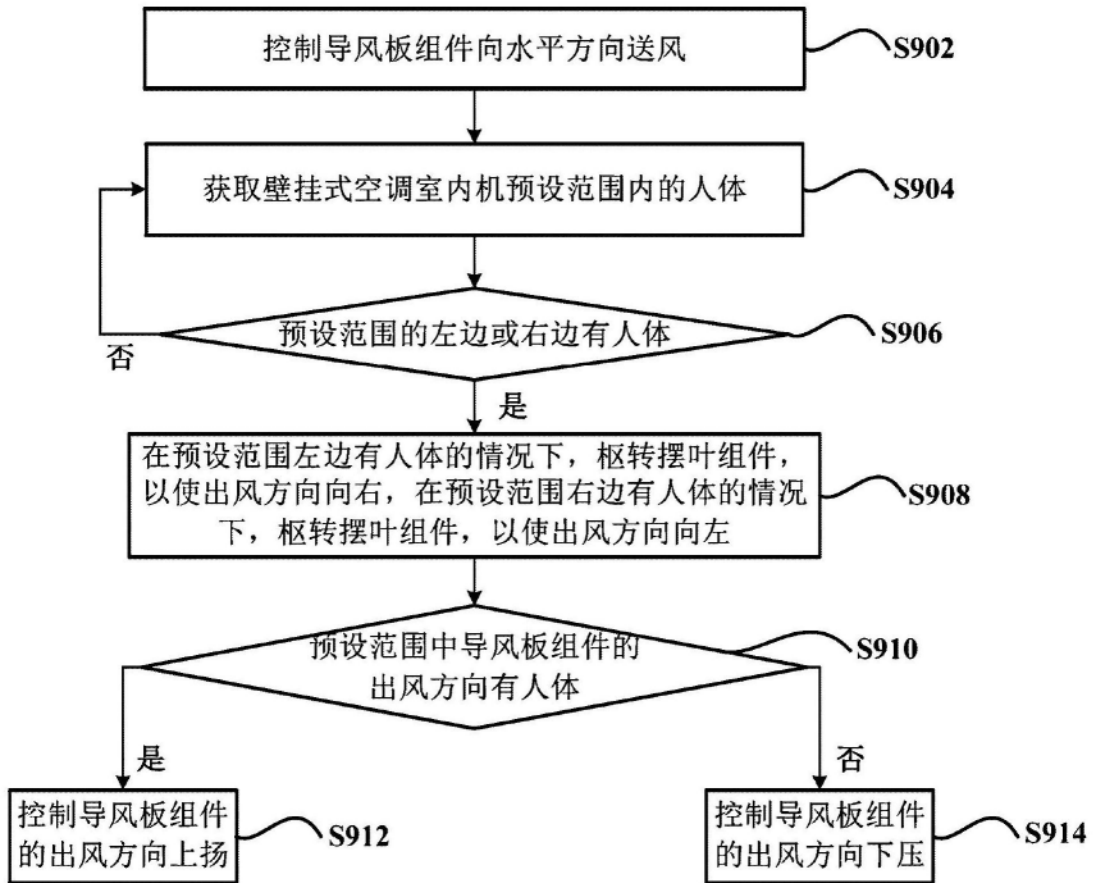 控制导风板组件向水平方向送风
S902
获取壁挂式空调室内机预设范围内的人体
S904
预设范围的左边或右边有人体
S906
否
是
在预设范围左边有人体的情况下，枢转摆叶组件，
以使出风方向向右，在预设范围右边有人体的情况
下，枢转摆叶组件，以使出风方向向左
S908
预设范围中导风板组件的
出风方向有人体
S910
是
否
控制导风板组件
的出风方向上扬
S912
控制导风板组件
的出风方向下压
S914